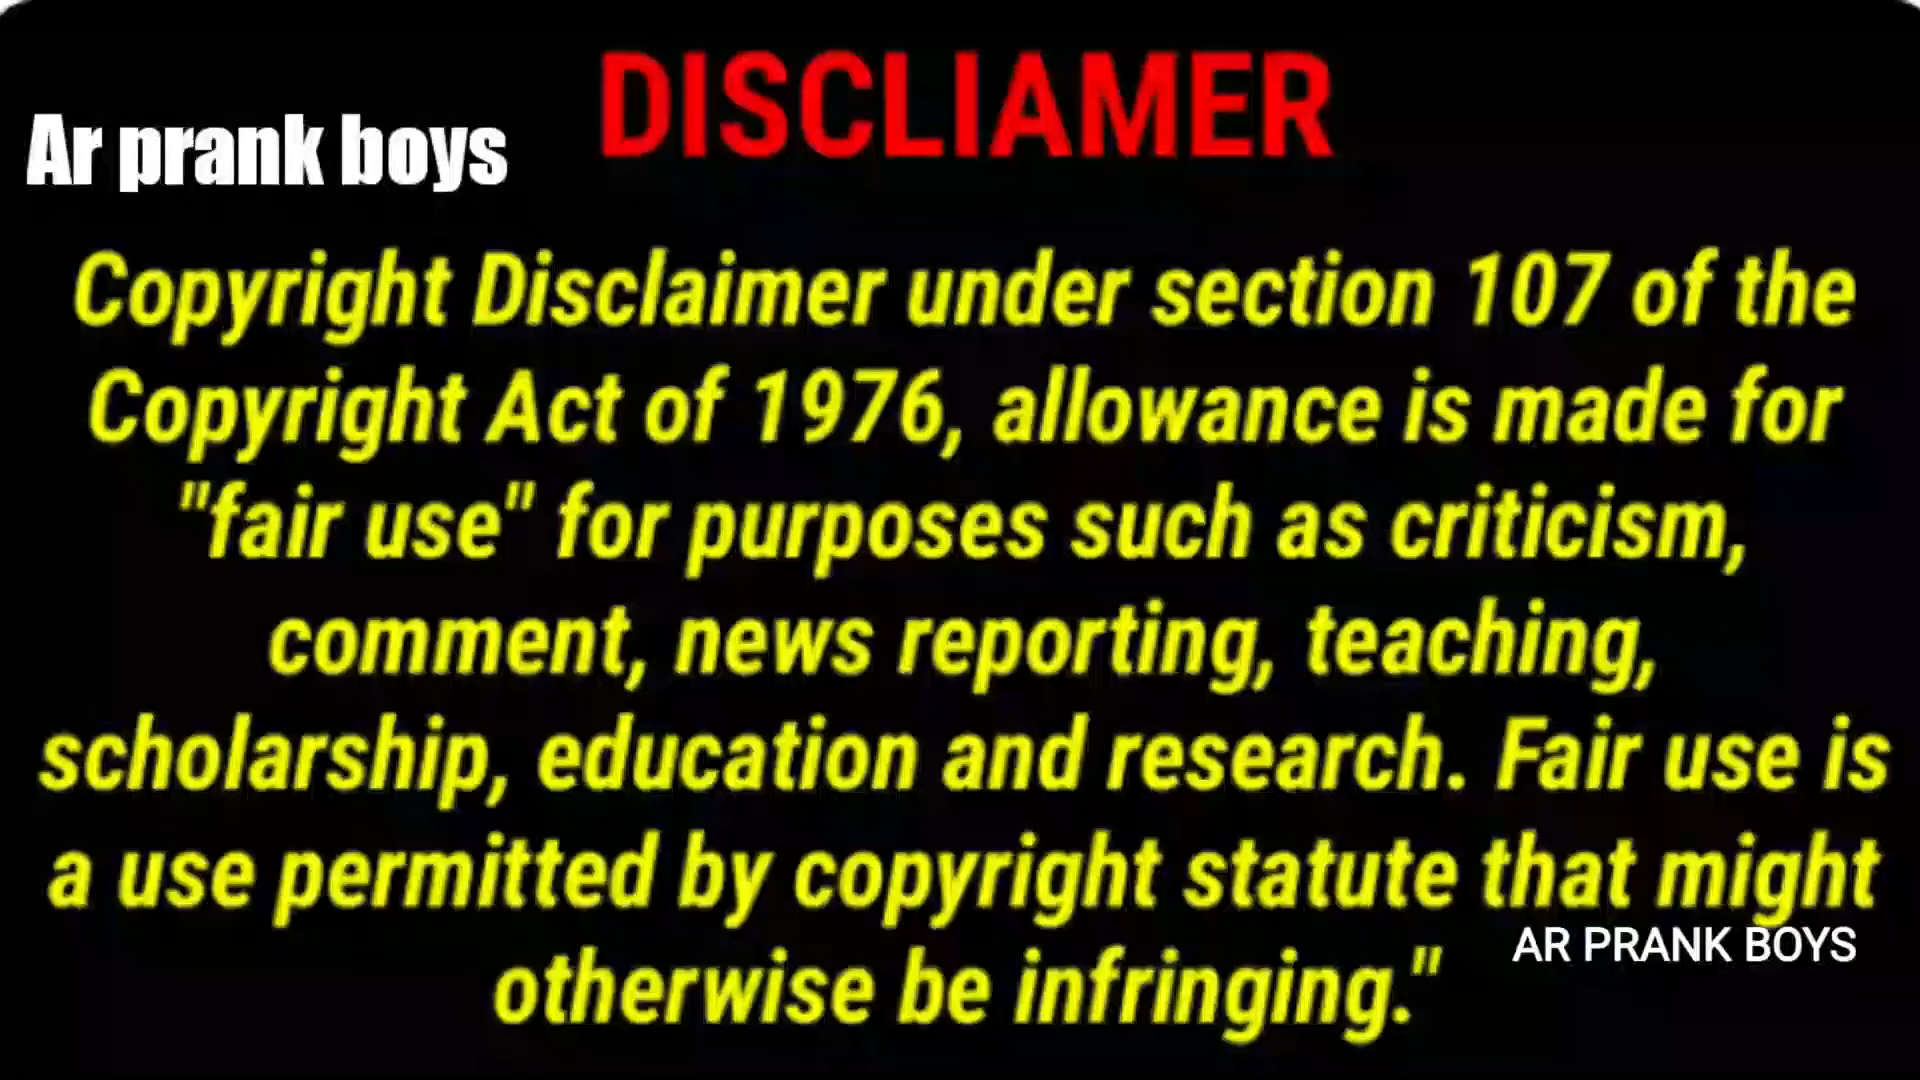 DISCLIAMER
Ar prank boys
Copyright Disclaimer under section 107 of the
Copyright Act of 1976, allowance is made for
"fair use" for purposes such as criticism,
comment, news reporting, teaching,
scholarship, education and research. Fair use is
a use permitted by copyright statute that might
otherwise be infringing."
AR PRANK BOYS